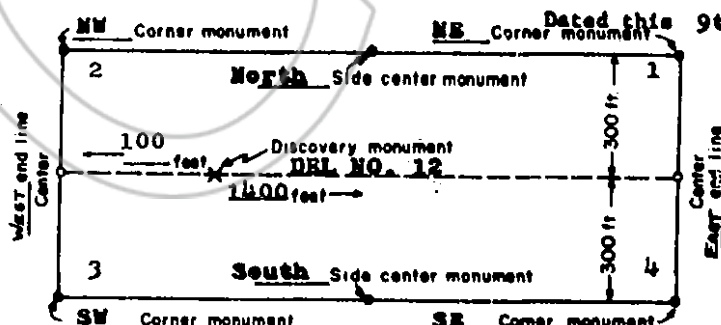 Dated this 9
NW Corner monument NE Corner monument
2 North Side center monument 1
300 ft.
100 feet Discovery monument
DRL NO. 12
1400 feet
WEST end line
Center
Center
EAST end line
300 ft
3 South Side center monument 4
SW Corner monument SE Corner monument